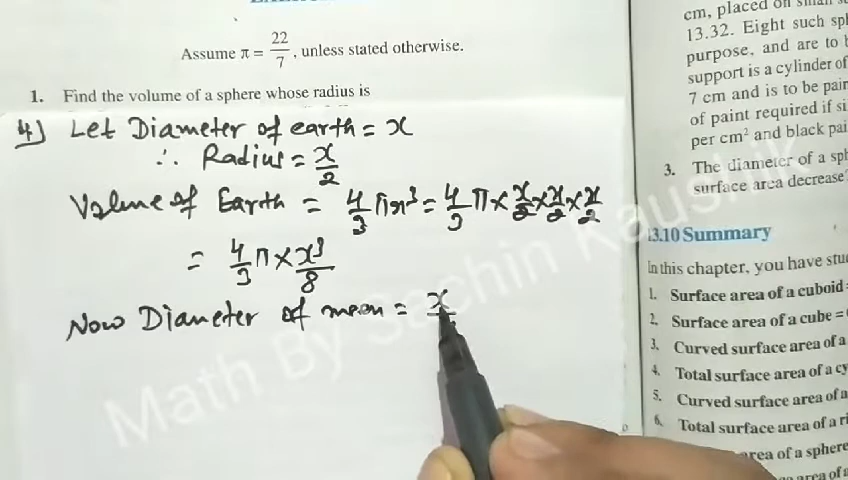 Assume π = 22/7, unless stated otherwise.
1. Find the volume of a sphere whose radius is
4) Let Diameter of earth = x
∴ Radius = x/2
Volume of Earth = 4/3 πr³ = 4/3 π × x/2 × x/2 × x/2
= 4/3 π × x³/8
Now Diameter of moon = x
Math By Sachin Kaushik
cm, placed on small
13.32. Eight such sph
purpose, and are to b
support is a cylinder of
7 cm and is to be pain
of paint required if si
per cm² and black pai
3. The diameter of a sph
surface area decrease
13.10 Summary
In this chapter, you have stu
1. Surface area of a cuboid =
2. Surface area of a cube =
3. Curved surface area of a
4. Total surface area of a cy
5. Curved surface area of a
6. Total surface area of a ri
area of a sphere
area of a